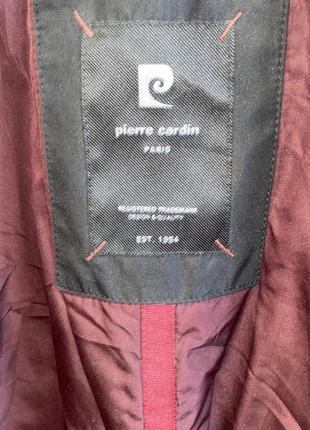 pierre cardin
PARIS
REGISTERED TRADEMARK
DESIGN & QUALITY
EST. 1954